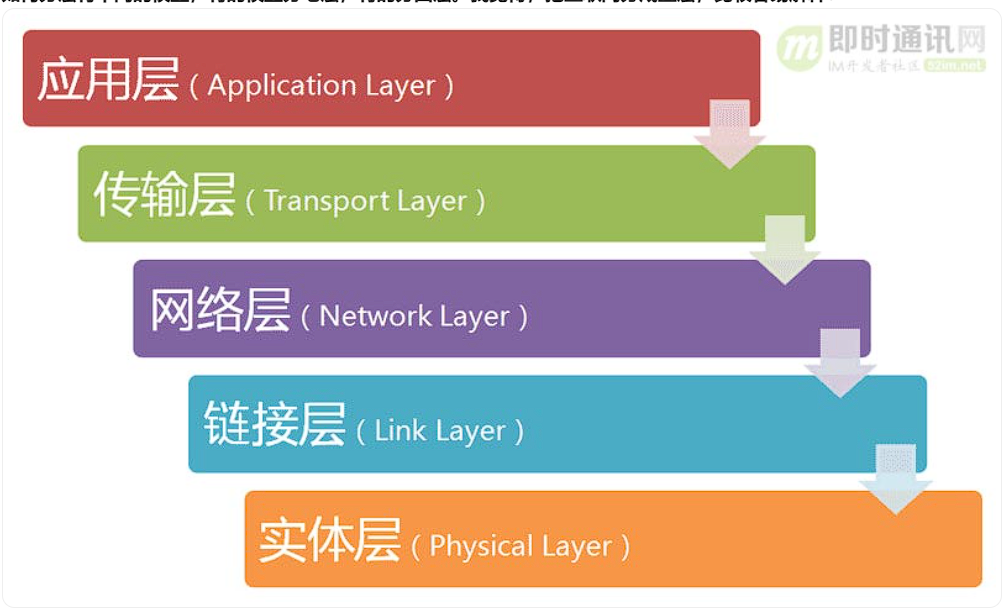 应用层 ( Application Layer )
传输层 ( Transport Layer )
网络层 ( Network Layer )
链接层 ( Link Layer )
实体层 ( Physical Layer )
即时通讯网
IM开发者社区 52im.net